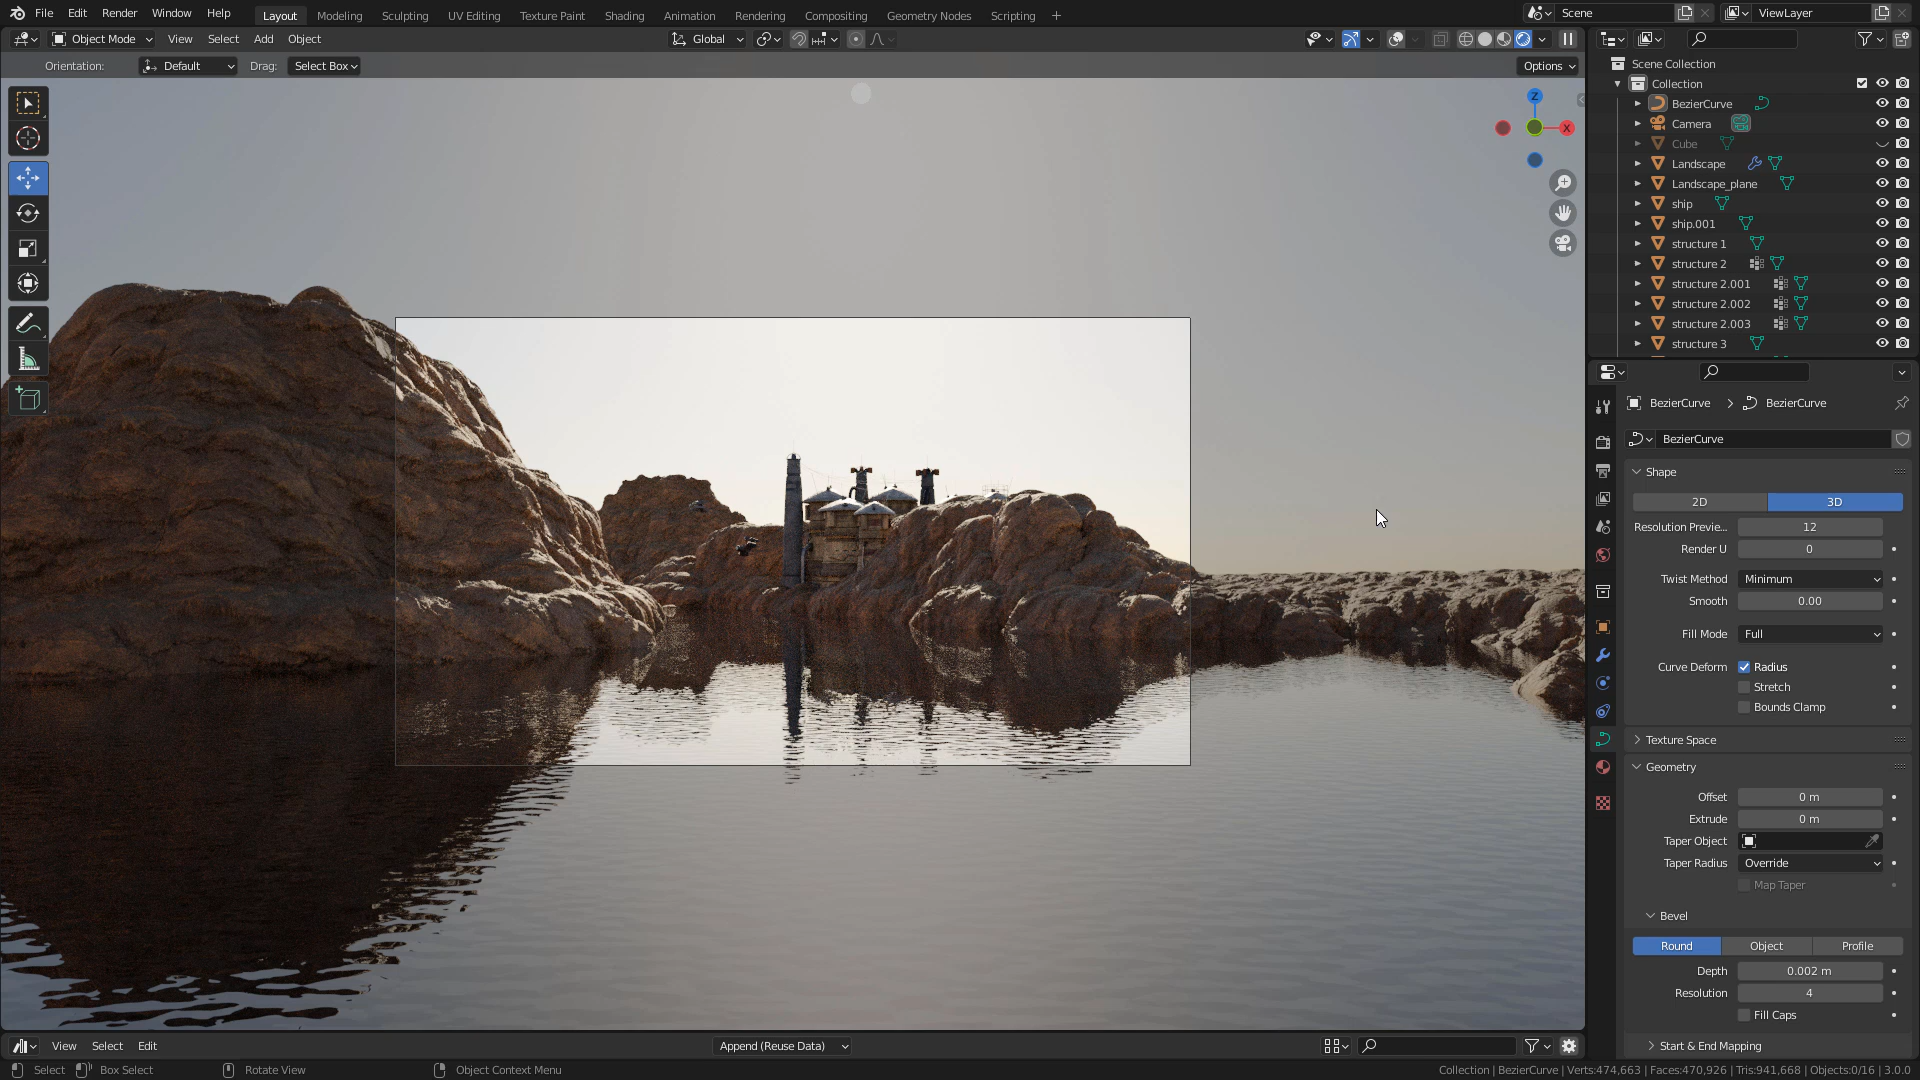 File Edit Render Window Help Layout Modeling Sculpting UV Editing Texture Paint Shading Animation Rendering Compositing Geometry Nodes Scripting + Scene ViewLayer
Object Mode View Select Add Object Global
Orientation: Default Drag: Select Box Options
Z
X
Scene Collection
Collection
BezierCurve
Camera
Cube
Landscape
Landscape_plane
ship
ship.001
structure 1
structure 2
structure 2.001
structure 2.002
structure 2.003
structure 3
BezierCurve > BezierCurve
BezierCurve
Shape
2D 3D
Resolution Previe... 12
Render U 0
Twist Method Minimum
Smooth 0.00
Fill Mode Full
Curve Deform Radius
Stretch
Bounds Clamp
Texture Space
Geometry
Offset 0 m
Extrude 0 m
Taper Object
Taper Radius Override
Map Taper
Bevel
Round Object Profile
Depth 0.002 m
Resolution 4
Fill Caps
Start & End Mapping
View Select Edit Append (Reuse Data)
Select Box Select Rotate View Object Context Menu Collection | BezierCurve | Verts:474,663 | Faces:470,926 | Tris:941,668 | Objects:0/16 | 3.0.0